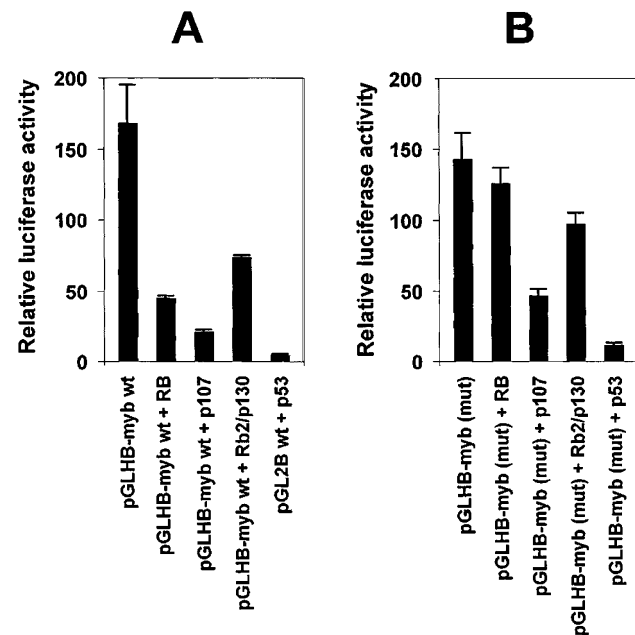 A
Relative luciferase activity
200
150
100
50
0
pGLHB-myb wt
pGLHB-myb wt + RB
pGLHB-myb wt + p107
pGLHB-myb wt + Rb2/p130
pGL2B wt + p53
B
Relative luciferase activity
200
150
100
50
0
pGLHB-myb (mut)
pGLHB-myb (mut) + RB
pGLHB-myb (mut) + p107
pGLHB-myb (mut) + Rb2/p130
pGLHB-myb (mut) + p53